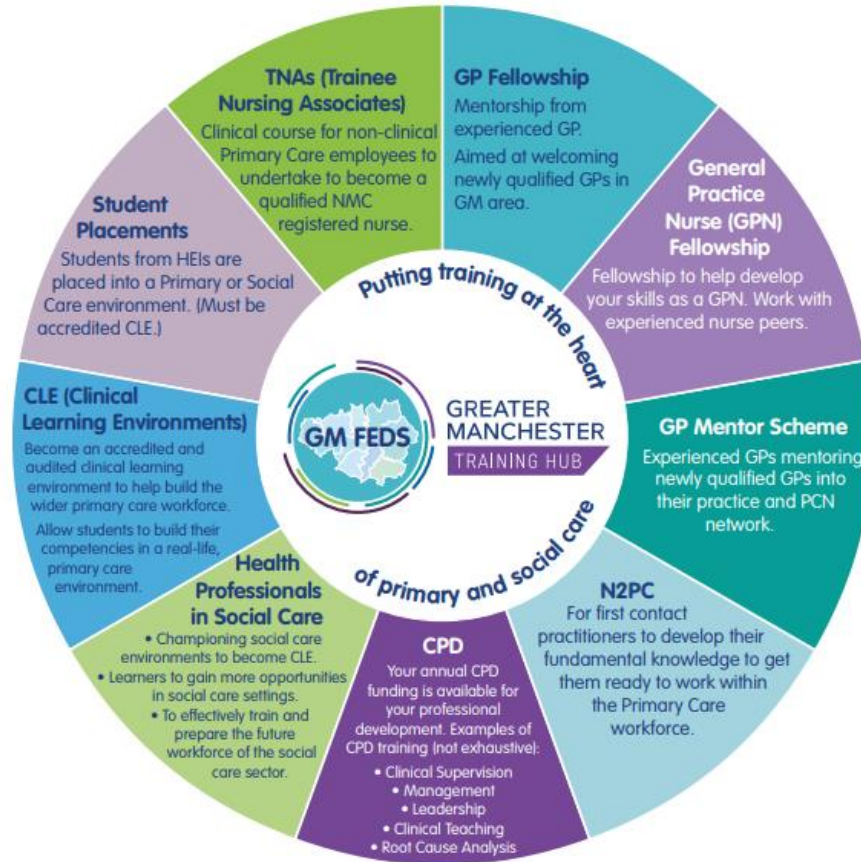 TNAs (Trainee
Nursing Associates)
Clinical course for non-clinical
Primary Care employees to
undertake to become a
qualified NMC
registered nurse.
GP Fellowship
Mentorship from
experienced GP.
Aimed at welcoming
newly qualified GPs in
GM area.
General
Practice
Nurse (GPN)
Fellowship
Fellowship to help develop
your skills as a GPN. Work with
experienced nurse peers.
GP Mentor Scheme
Experienced GPs mentoring
newly qualified GPs into
their practice and PCN
network.
N2PC
For first contact
practitioners to develop their
fundamental knowledge to get
them ready to work within
the Primary Care
workforce.
CPD
Your annual CPD
funding is available for
your professional
development. Examples of
CPD training (not exhaustive):
• Clinical Supervision
• Management
• Leadership
• Clinical Teaching
• Root Cause Analysis
Health
Professionals
in Social Care
• Championing social care
environments to become CLE.
• Learners to gain more opportunities
in social care settings.
• To effectively train and
prepare the future
workforce of the social
care sector.
CLE (Clinical
Learning Environments)
Become an accredited and
audited clinical learning
environment to help build the
wider primary care workforce.
Allow students to build their
competencies in a real-life,
primary care
environment.
Student
Placements
Students from HEIs are
placed into a Primary or Social
Care environment. (Must be
accredited CLE.)
Putting training at the heart
GM FEDS
GREATER
MANCHESTER
TRAINING HUB
of primary and social care